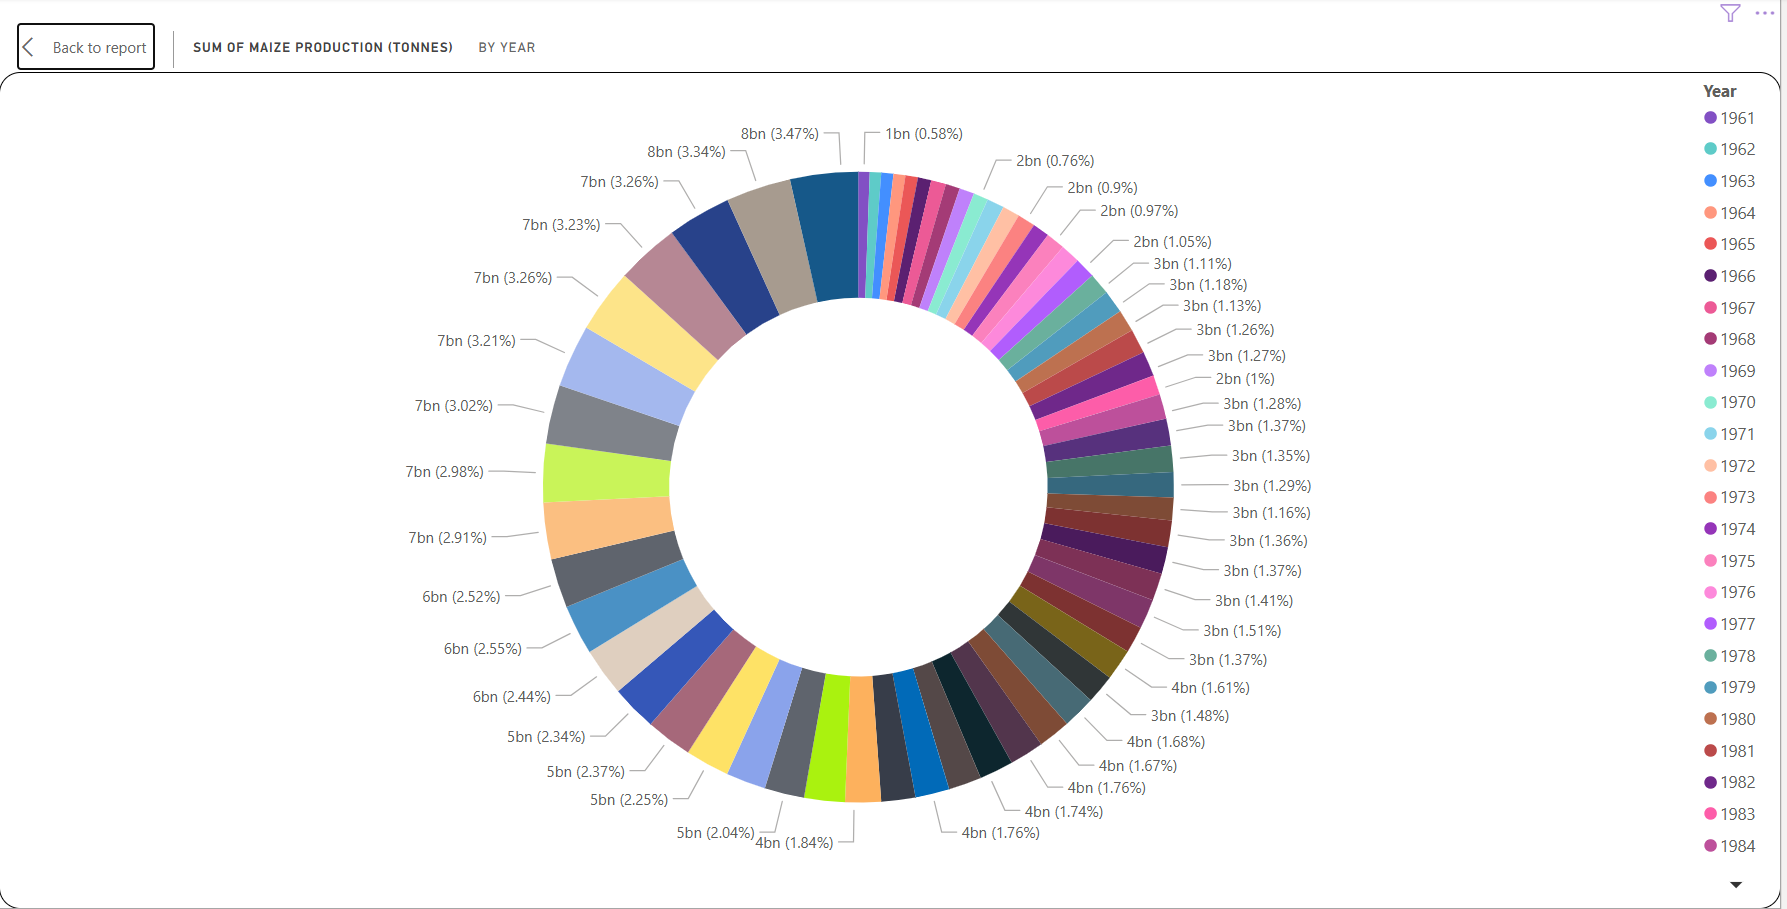 Back to report
SUM OF MAIZE PRODUCTION (TONNES) BY YEAR
8bn (3.47%)
1bn (0.58%)
8bn (3.34%)
2bn (0.76%)
7bn (3.26%)
2bn (0.9%)
2bn (0.97%)
7bn (3.23%)
2bn (1.05%)
3bn (1.11%)
7bn (3.26%)
3bn (1.18%)
3bn (1.13%)
3bn (1.26%)
7bn (3.21%)
3bn (1.27%)
2bn (1%)
7bn (3.02%)
3bn (1.28%)
3bn (1.37%)
3bn (1.35%)
7bn (2.98%)
3bn (1.29%)
3bn (1.16%)
7bn (2.91%)
3bn (1.36%)
3bn (1.37%)
6bn (2.52%)
3bn (1.41%)
3bn (1.51%)
6bn (2.55%)
3bn (1.37%)
4bn (1.61%)
6bn (2.44%)
3bn (1.48%)
5bn (2.34%)
4bn (1.68%)
4bn (1.67%)
5bn (2.37%)
4bn (1.76%)
5bn (2.25%)
4bn (1.74%)
5bn (2.04%)
4bn (1.76%)
4bn (1.84%)
Year
1961
1962
1963
1964
1965
1966
1967
1968
1969
1970
1971
1972
1973
1974
1975
1976
1977
1978
1979
1980
1981
1982
1983
1984